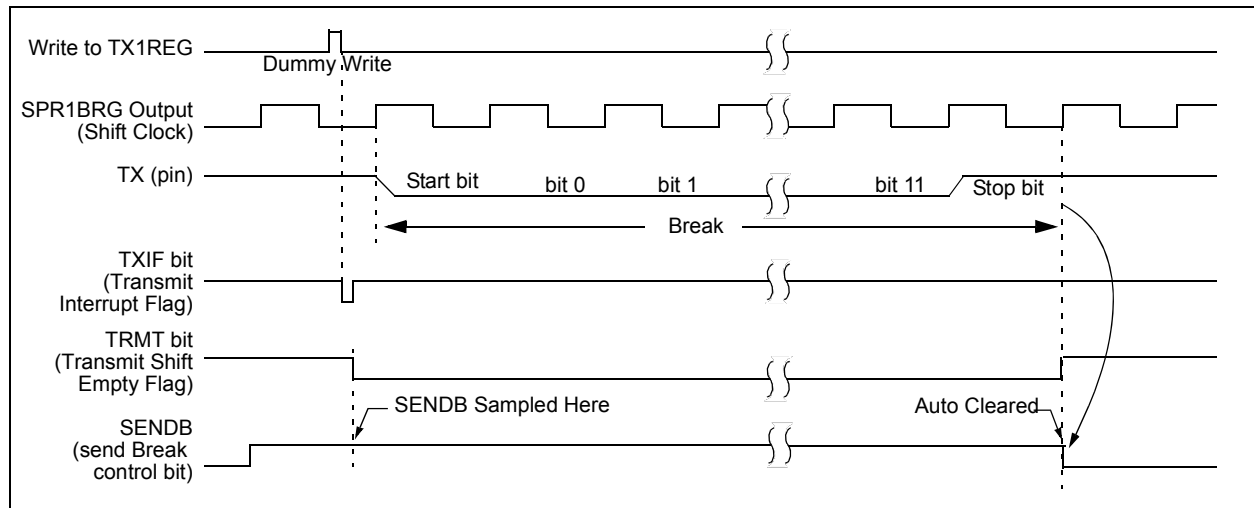 Write to TX1REG
Dummy Write
SPR1BRG Output
(Shift Clock)
TX (pin)
Start bit
bit 0
bit 1
bit 11
Stop bit
Break
TXIF bit
(Transmit
Interrupt Flag)
TRMT bit
(Transmit Shift
Empty Flag)
SENDB Sampled Here
Auto Cleared
SENDB
(send Break
control bit)